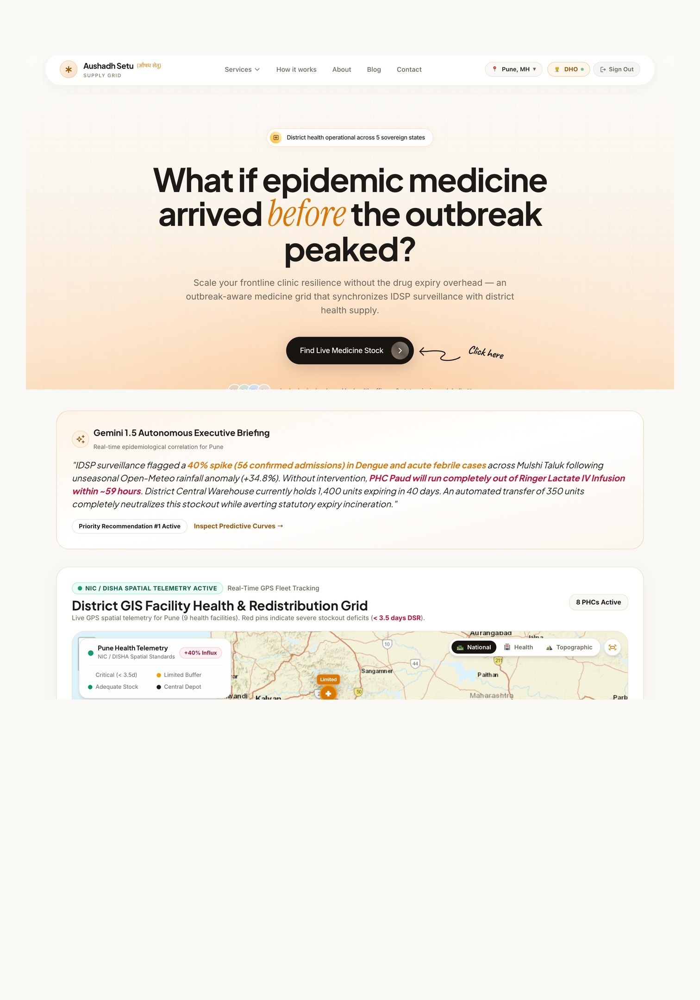 Aushadh Setu (औषध सेतु)
SUPPLY GRID
Services
How it works
About
Blog
Contact
Pune, MH ▾
DHO
Sign Out
District health operational across 5 sovereign states
What if epidemic medicine
arrived before the outbreak
peaked?
Scale your frontline clinic resilience without the drug expiry overhead — an
outbreak-aware medicine grid that synchronizes IDSP surveillance with district
health supply.
Find Live Medicine Stock
Click here
Gemini 1.5 Autonomous Executive Briefing
Real-time epidemiological correlation for Pune
"IDSP surveillance flagged a 40% spike (56 confirmed admissions) in Dengue and acute febrile cases across Mulshi Taluk following
unseasonal Open-Meteo rainfall anomaly (+34.8%). Without intervention, PHC Paud will run completely out of Ringer Lactate IV Infusion
within ~59 hours. District Central Warehouse currently holds 1,400 units expiring in 40 days. An automated transfer of 350 units
completely neutralizes this stockout while averting statutory expiry incineration."
Priority Recommendation #1 Active
Inspect Predictive Curves →
NIC / DISHA SPATIAL TELEMETRY ACTIVE
Real-Time GPS Fleet Tracking
District GIS Facility Health & Redistribution Grid
8 PHCs Active
Live GPS spatial telemetry for Pune (9 health facilities). Red pins indicate severe stockout deficits (< 3.5 days DSR).
Pune Health Telemetry
NIC / DISHA Spatial Standards
+40% Influx
Critical (< 3.5d)
Limited Buffer
Adequate Stock
Central Depot
National
Health
Topographic
Aurangabad
10
44
211
Sangamner
Paithan
Limited
50
Maharashtra
Kalyan
wandi
Parb